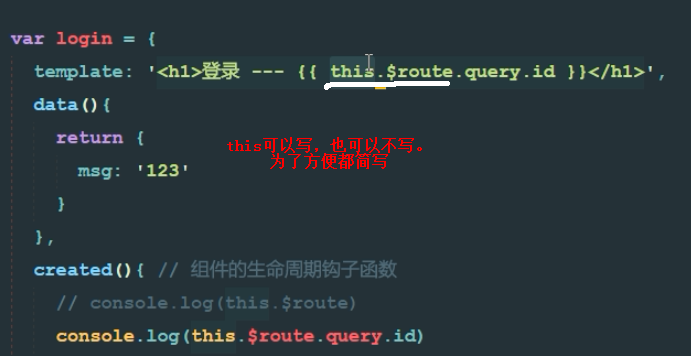 var login = {
template: '<h1>登录 --- {{ this.$route.query.id }}</h1>',
data(){
return {
this可以写，也可以不写。
为了方便都简写
msg: '123'
}
},
created(){ // 组件的生命周期钩子函数
// console.log(this.$route)
console.log(this.$route.query.id)